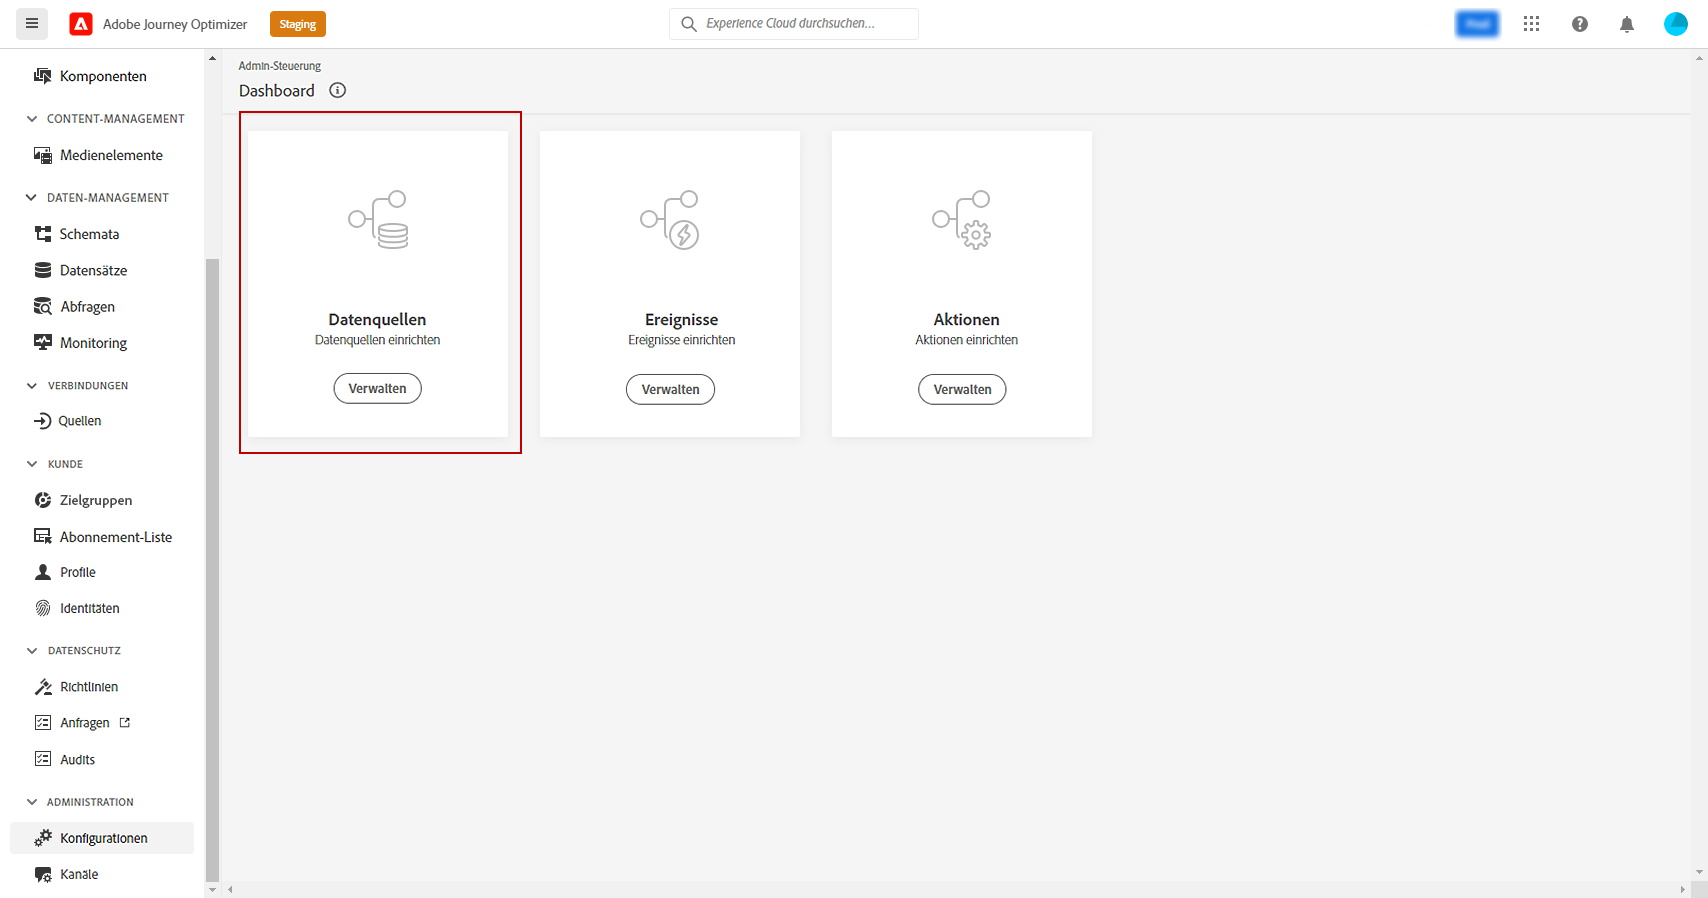 Adobe Journey Optimizer
Staging
Experience Cloud durchsuchen...
Komponenten
CONTENT-MANAGEMENT
Medienelemente
DATEN-MANAGEMENT
Schemata
Datensätze
Abfragen
Monitoring
VERBINDUNGEN
Quellen
KUNDE
Zielgruppen
Abonnement-Liste
Profile
Identitäten
DATENSCHUTZ
Richtlinien
Anfragen
Audits
ADMINISTRATION
Konfigurationen
Kanäle
Admin-Steuerung
Dashboard
Datenquellen
Datenquellen einrichten
Verwalten
Ereignisse
Ereignisse einrichten
Verwalten
Aktionen
Aktionen einrichten
Verwalten